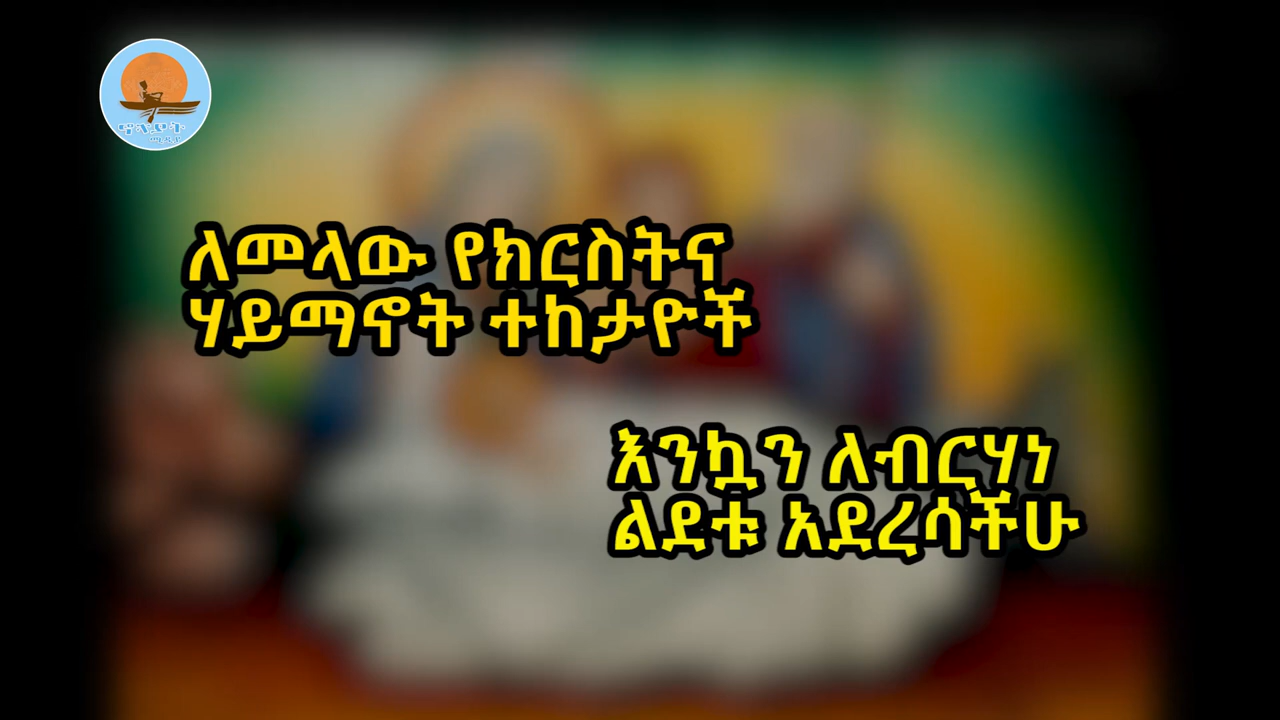 ለመላው የክርስትና
ሃይማኖት ተከታዮች
እንኳን ለብርሃነ
ልደቱ አደረሳችሁ